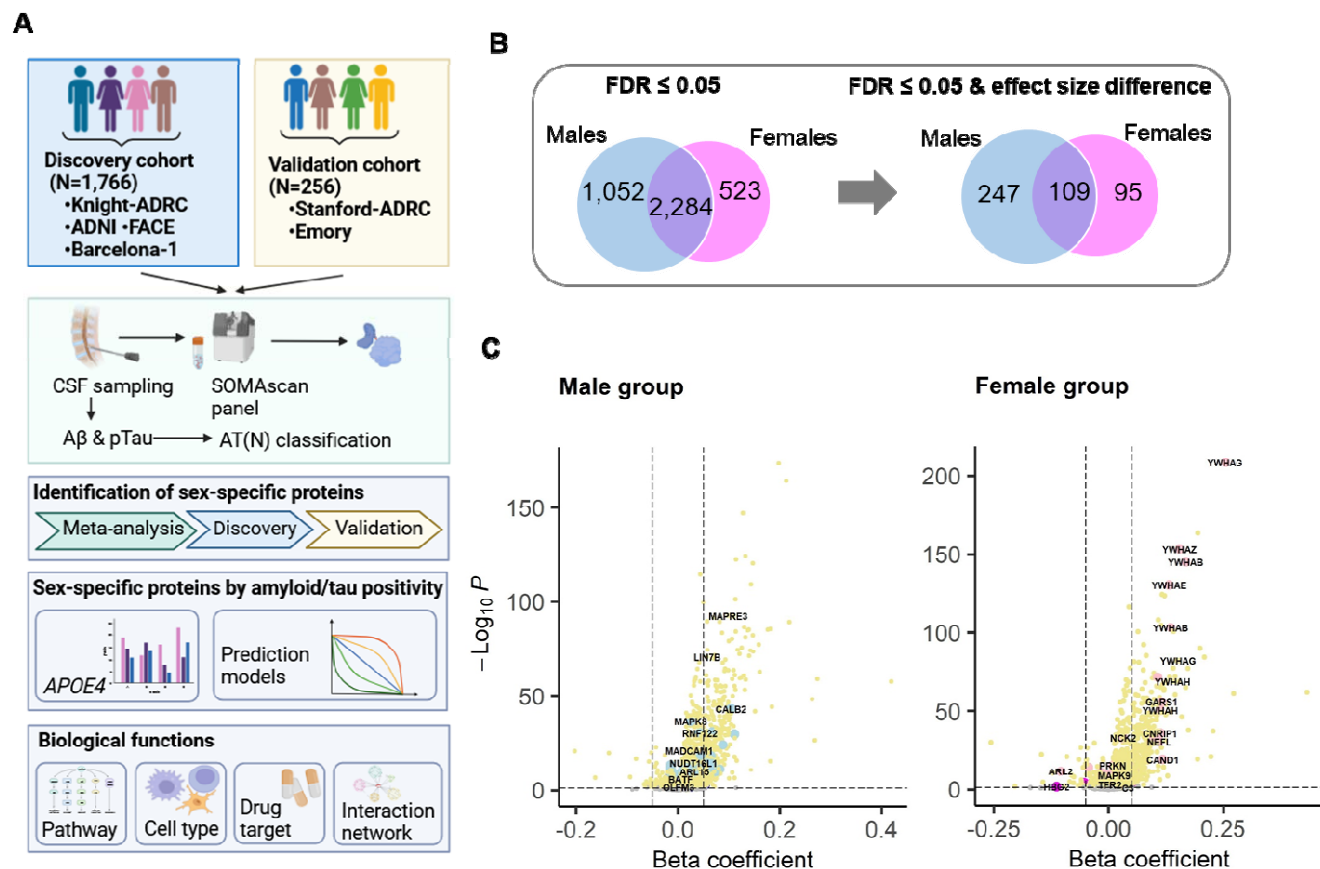 A
Discovery cohort
(N=1,766)
•Knight-ADRC
•ADNI •FACE
•Barcelona-1
Validation cohort
(N=256)
•Stanford-ADRC
•Emory
CSF sampling
SOMAscan
panel
Aβ & pTau
AT(N) classification
Identification of sex-specific proteins
Meta-analysis
Discovery
Validation
Sex-specific proteins by amyloid/tau positivity
APOE4
Prediction
models
Biological functions
Pathway
Cell type
Drug
target
Interaction
network
B
FDR ≤ 0.05
Males
Females
1,052
2,284
523
FDR ≤ 0.05 & effect size difference
Males
Females
247
109
95
C
Male group
−Log10 P
150
100
50
0
MAPRE3
LIN7B
CALB2
MAPK8
RNF122
MADCAM1
NUDT16L1
ARL15
BATF
-0.2
0.0
0.2
0.4
Beta coefficient
Female group
200
150
100
50
0
YWHAG
YWHAZ
YWHAB
YWHAE
YWHAB
YWHAG
YWHAH
GARS1
YWHAH
NCK2
CNRIP1
NEFL
CAND1
PRKN
ARL2
MAPK9
-0.25
0.00
0.25
Beta coefficient